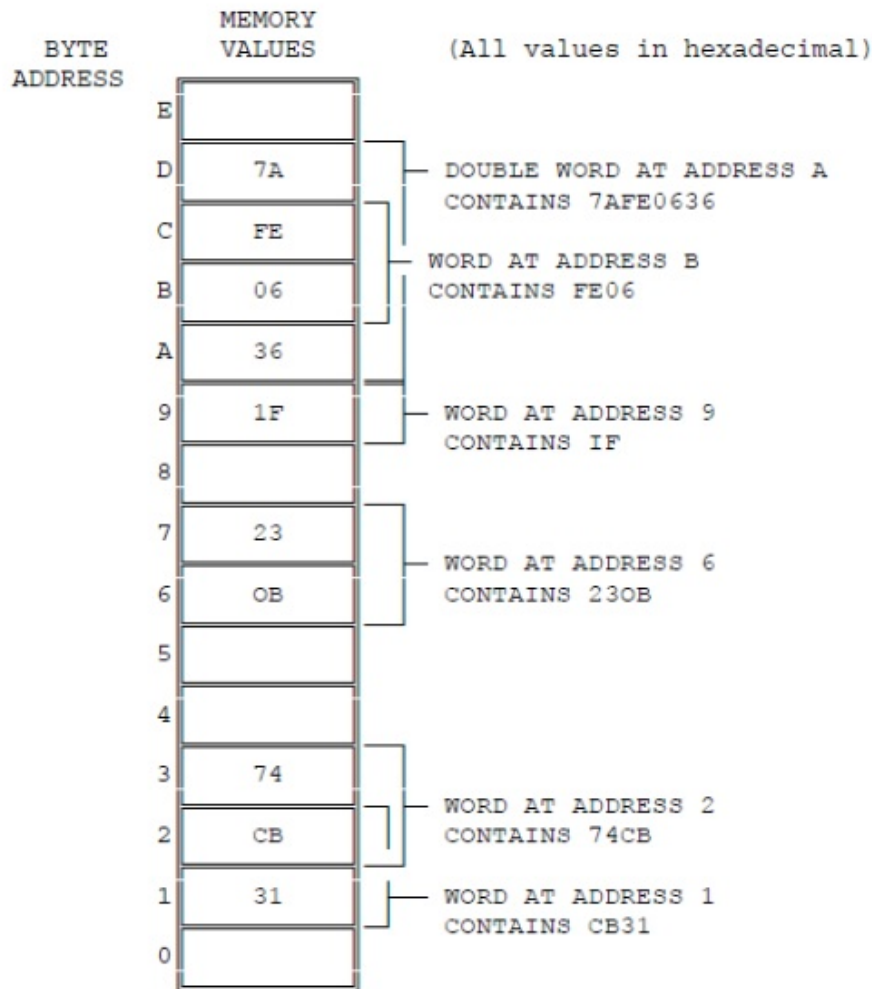 MEMORY
BYTE VALUES (All values in hexadecimal)
ADDRESS
E
D 7A DOUBLE WORD AT ADDRESS A
CONTAINS 7AFE0636
C FE
WORD AT ADDRESS B
B 06 CONTAINS FE06
A 36
9 1F WORD AT ADDRESS 9
CONTAINS IF
8
7 23
WORD AT ADDRESS 6
6 OB CONTAINS 23OB
5
4
3 74
WORD AT ADDRESS 2
2 CB CONTAINS 74CB
1 31 WORD AT ADDRESS 1
CONTAINS CB31
0